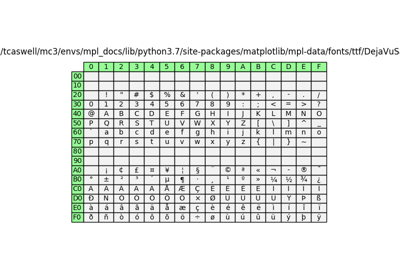 /tcaswell/mc3/envs/mpl_docs/lib/python3.7/site-packages/matplotlib/mpl-data/fonts/ttf/DejaVuS
0 1 2 3 4 5 6 7 8 9 A B C D E F
00
10
20 ! " # $ % & ' ( ) * + , - . /
30 0 1 2 3 4 5 6 7 8 9 : ; < = > ?
40 @ A B C D E F G H I J K L M N O
50 P Q R S T U V W X Y Z [ \ ] ^ _
60 ` a b c d e f g h i j k l m n o
70 p q r s t u v w x y z { | } ~
80
90
A0 ¡ ¢ £ ¤ ¥ ¦ § ¨ © ª « ¬ - ® ¯
B0 ° ± ² ³ ´ µ ¶ · ¸ ¹ º » ¼ ½ ¾ ¿
C0 À Á Â Ã Ä Å Æ Ç È É Ê Ë Ì Í Î Ï
D0 Ð Ñ Ò Ó Ô Õ Ö × Ø Ù Ú Û Ü Ý Þ ß
E0 à á â ã ä å æ ç è é ê ë ì í î ï
F0 ð ñ ò ó ô õ ö ÷ ø ù ú û ü ý þ ÿ